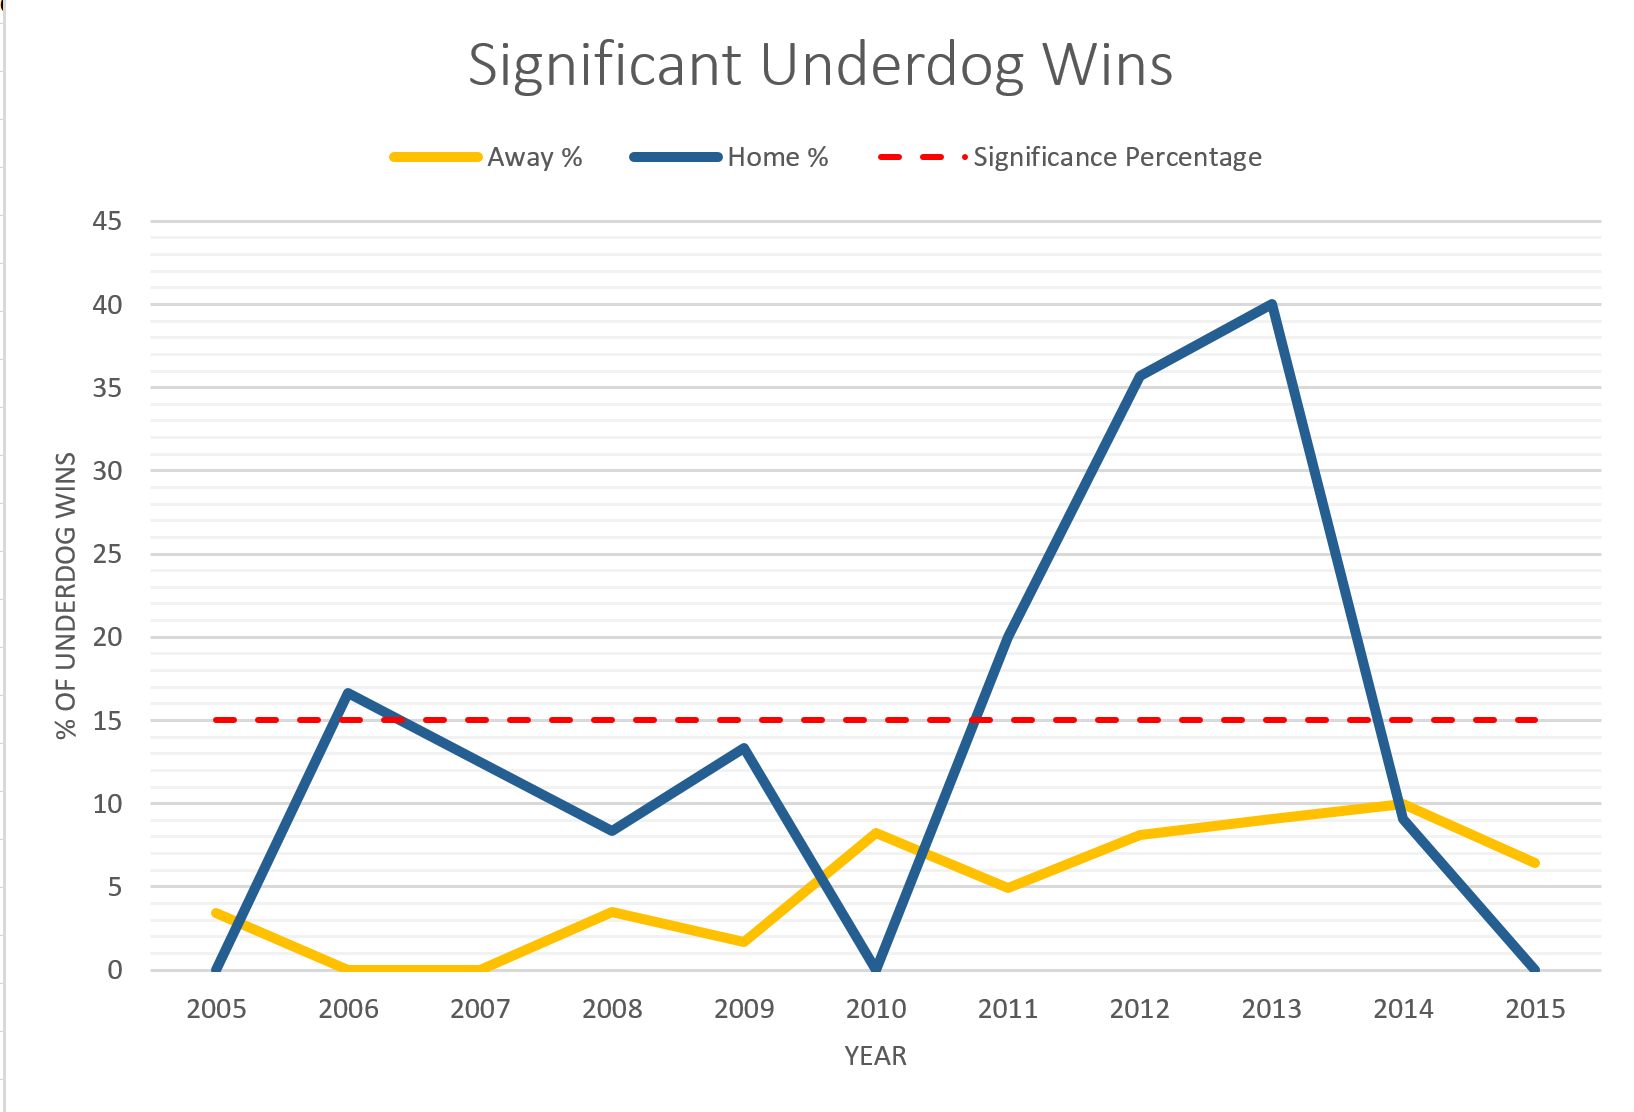 Significant Underdog Wins
Away % Home % Significance Percentage
45
40
35
30
25
20
15
10
5
0
% OF UNDERDOG WINS
2005 2006 2007 2008 2009 2010 2011 2012 2013 2014 2015
YEAR